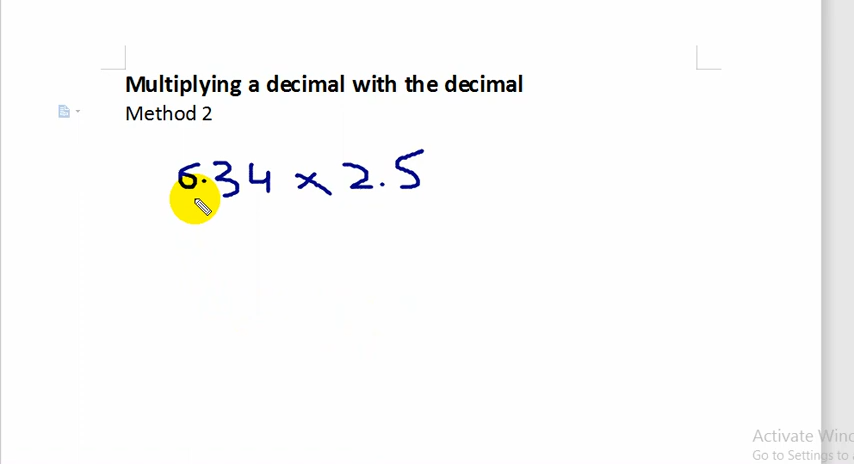 Multiplying a decimal with the decimal
Method 2
6.34 × 2.5
Activate Wind
Go to Settings to a